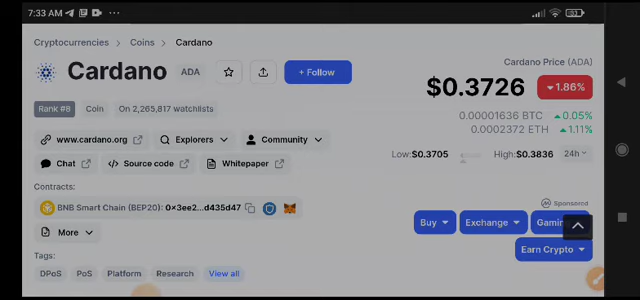 7:33 AM
Cryptocurrencies > Coins > Cardano
Cardano ADA + Follow
Rank #8 Coin On 2,265,817 watchlists
www.cardano.org Explorers Community
Chat Source code Whitepaper
Contracts:
BNB Smart Chain (BEP20): 0×3ee2...d435d47
More
Tags:
DPoS PoS Platform Research View all
Cardano Price (ADA)
$0.3726 1.86%
0.00001636 BTC 0.05%
0.0002372 ETH 1.11%
Low:$0.3705 High:$0.3836 24h
Sponsored
Buy Exchange
Earn Crypto